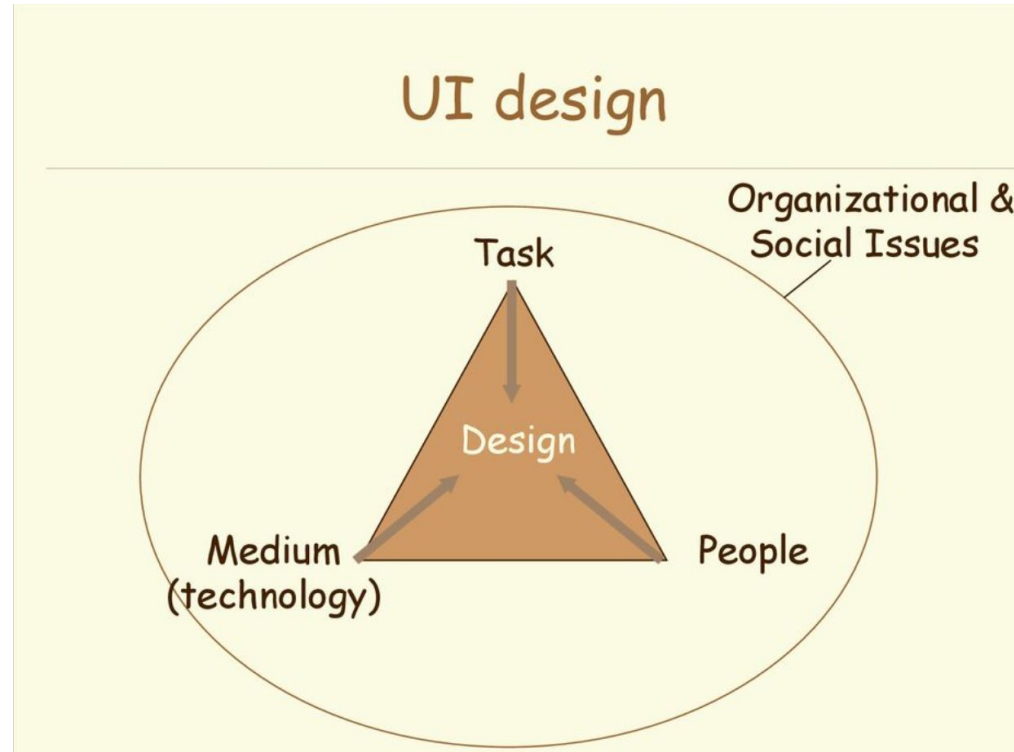 UI design
Organizational &
Social Issues
Task
Design
Medium
(technology)
People